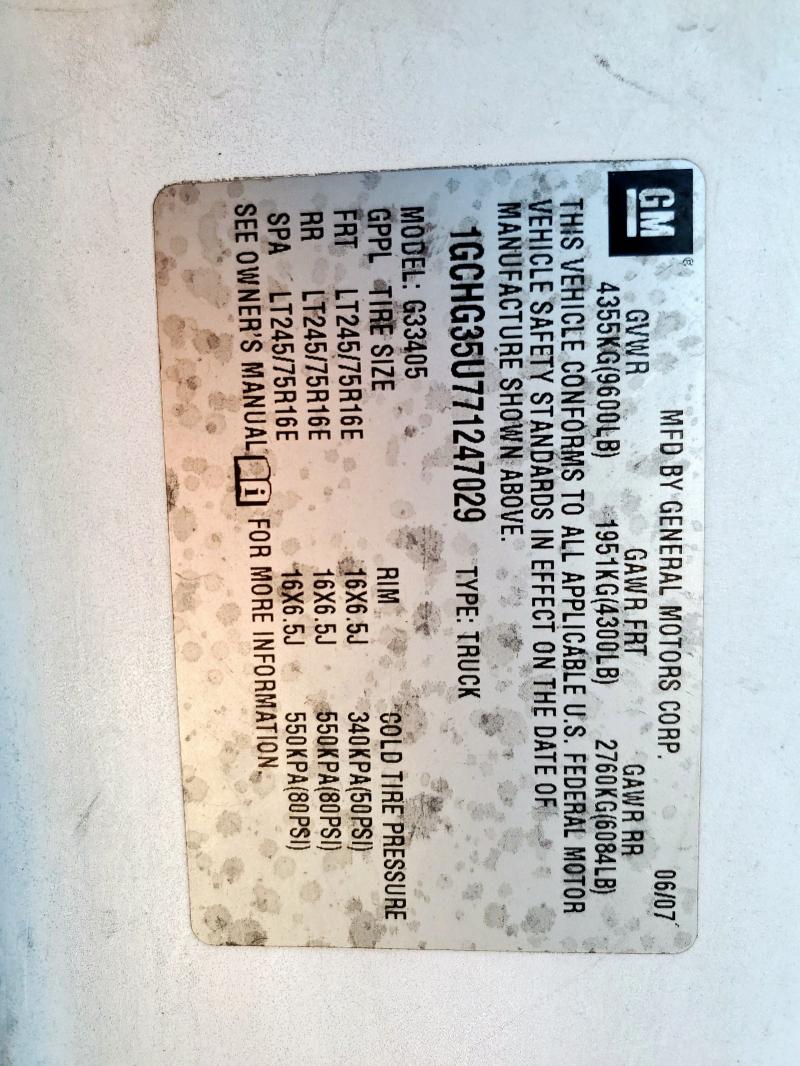 GM®
MFD BY GENERAL MOTORS CORP. 06/07
GVWR GAWR FRT GAWR RR
4355KG(9600LB) 1951KG(4300LB) 2760KG(6084LB)
THIS VEHICLE CONFORMS TO ALL APPLICABLE U.S. FEDERAL MOTOR
VEHICLE SAFETY STANDARDS IN EFFECT ON THE DATE OF
MANUFACTURE SHOWN ABOVE.
1GCHG35U771247029 TYPE: TRUCK
MODEL: G33405
GPPL TIRE SIZE RIM COLD TIRE PRESSURE
FRT LT245/75R16E 16X6.5J 340KPA(50PSI)
RR LT245/75R16E 16X6.5J 550KPA(80PSI)
SPA LT245/75R16E 16X6.5J 550KPA(80PSI)
SEE OWNER'S MANUAL i FOR MORE INFORMATION.